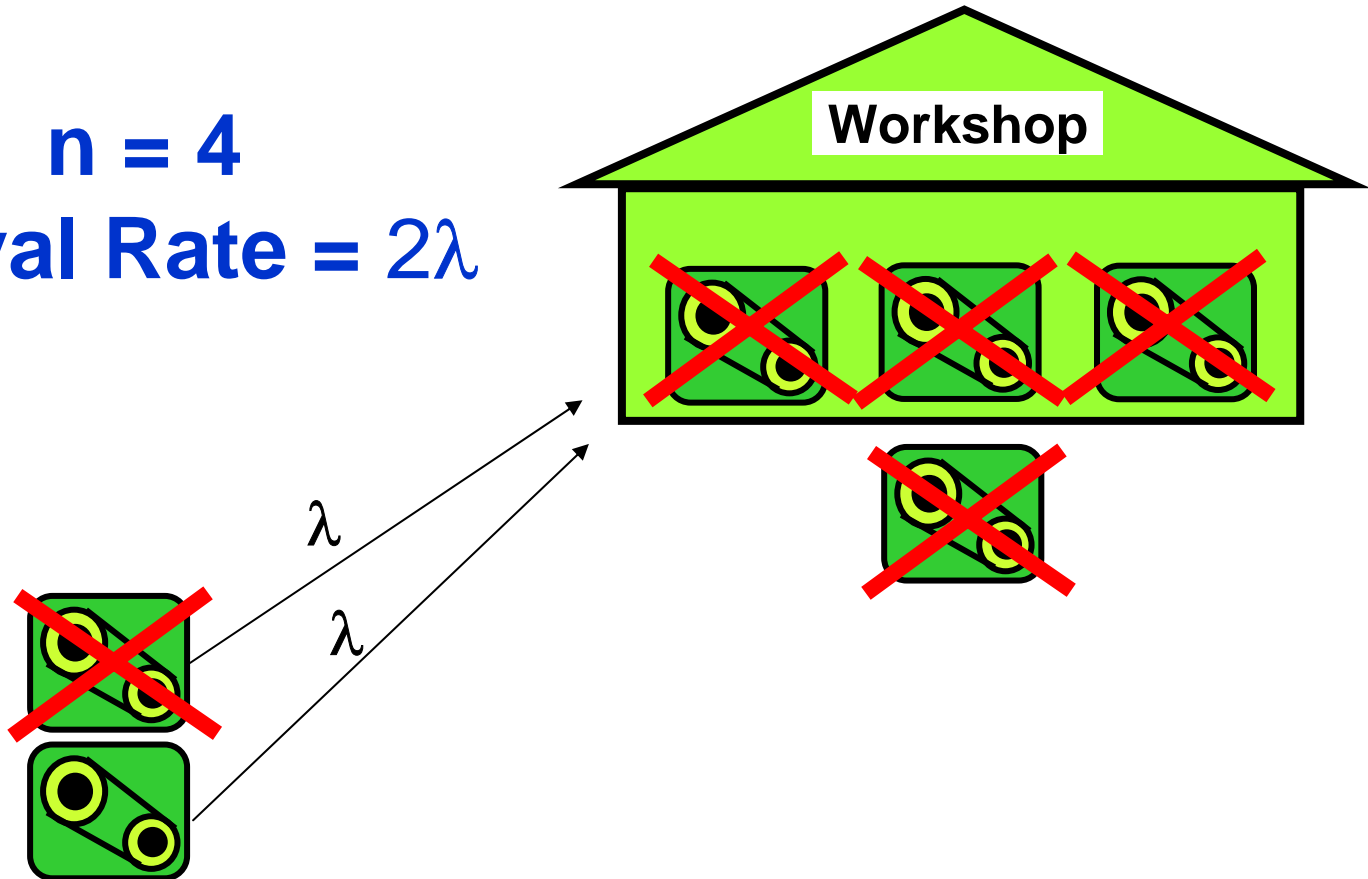 n = 4
val Rate = 2λ
Workshop
λ
λ